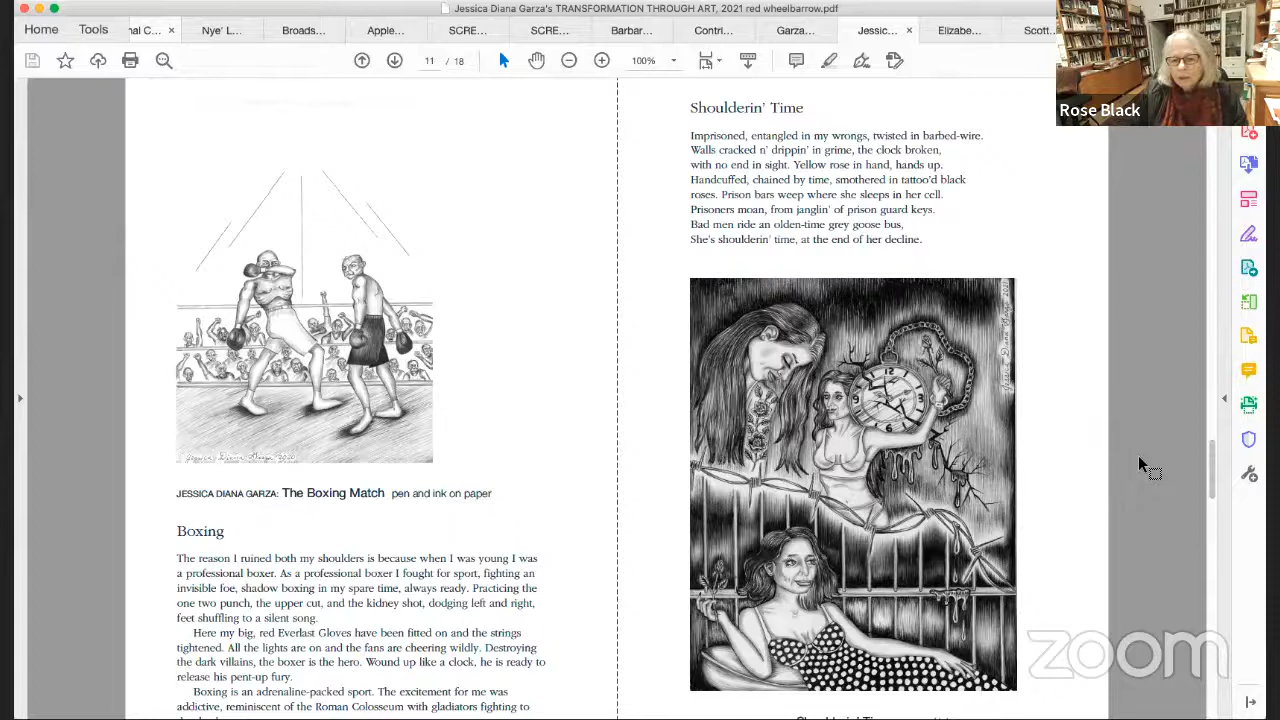 Jessica Diana Garza's TRANSFORMATION THROUGH ART, 2021 red wheelbarrow.pdf
Home
Tools
nal C...
×
Nye' L...
Broads...
Apple...
SCRE...
SCRE...
Barbar...
Contri...
Garza...
Jessic...
×
Elizabe...
Scott...
11 / 18
100%
Rose Black
JESSICA DIANA GARZA: The Boxing Match pen and ink on paper
Boxing
The reason I ruined both my shoulders is because when I was young I was
a professional boxer. As a professional boxer I fought for sport, fighting an
invisible foe, shadow boxing in my spare time, always ready. Practicing the
one two punch, the upper cut, and the kidney shot, dodging left and right,
feet shuffling to a silent song.
Here my big, red Everlast Gloves have been fitted on and the strings
tightened. All the lights are on and the fans are cheering wildly. Destroying
the dark villains, the boxer is the hero. Wound up like a clock, he is ready to
release his pent-up fury.
Boxing is an adrenaline-packed sport. The excitement for me was
addictive, reminiscent of the Roman Colosseum with gladiators fighting to
Jessica Diana Garza 2020
Shoulderin' Time
Imprisoned, entangled in my wrongs, twisted in barbed-wire.
Walls cracked n' drippin' in grime, the clock broken,
with no end in sight. Yellow rose in hand, hands up.
Handcuffed, chained by time, smothered in tattoo'd black
roses. Prison bars weep where she sleeps in her cell.
Prisoners moan, from janglin' of prison guard keys.
Bad men ride an olden-time grey goose bus,
She's shoulderin' time, at the end of her decline.
Jessica Diana Garza
12
3
6
9
zoom